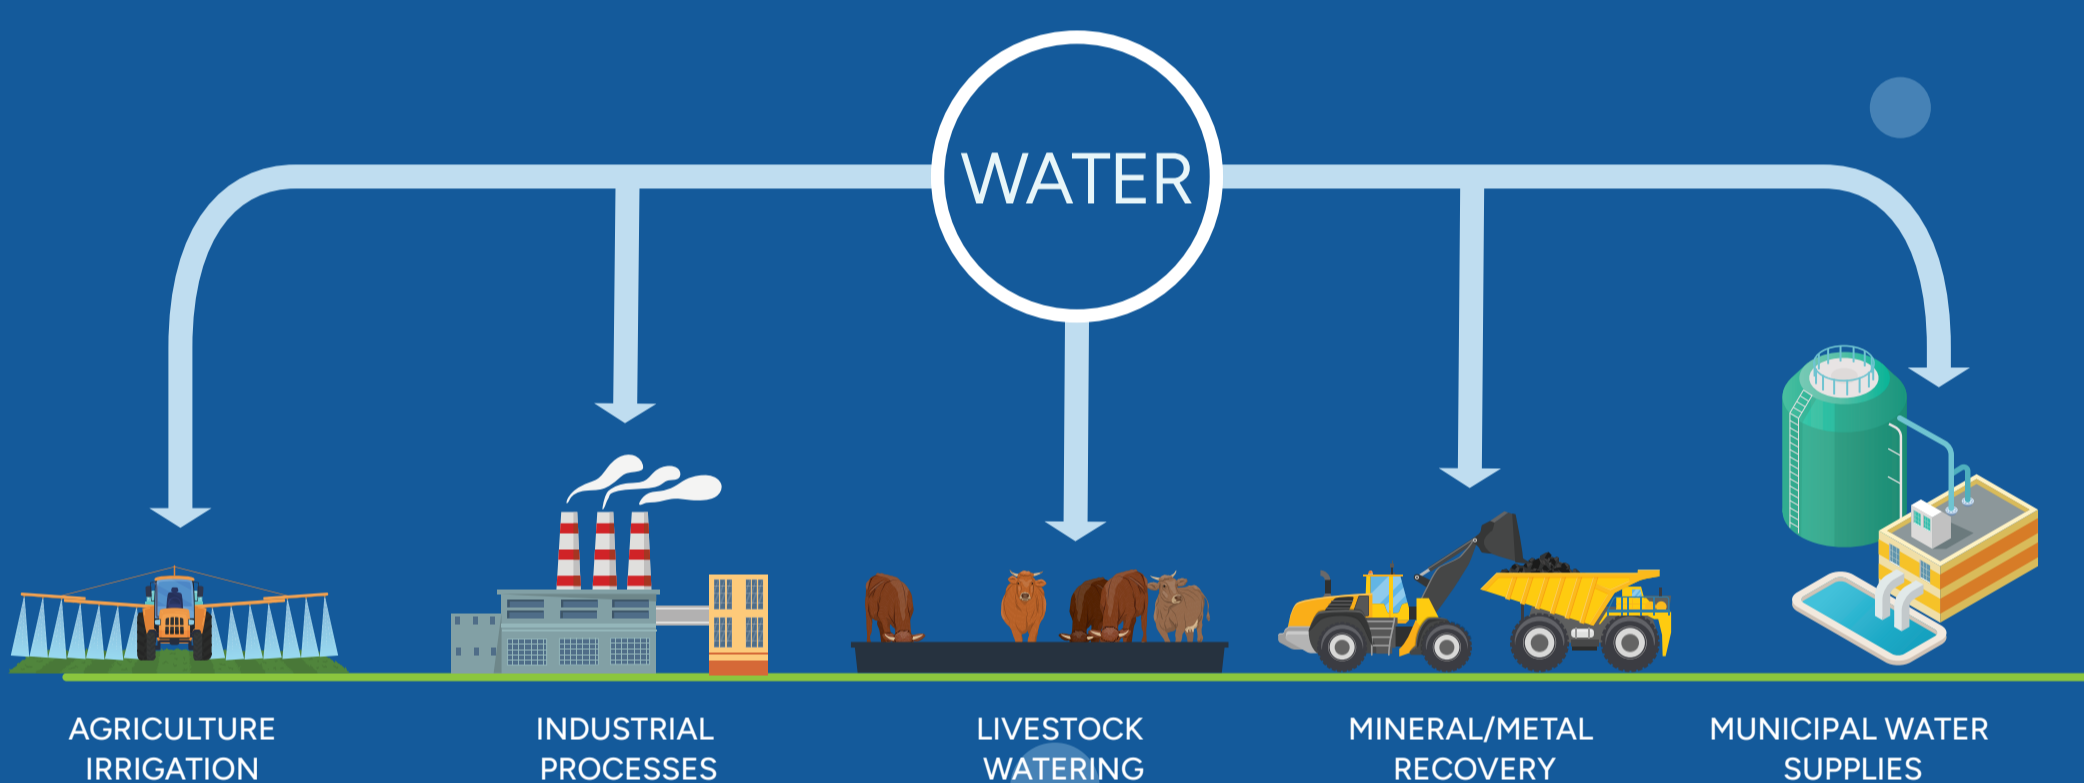 WATER
AGRICULTURE
IRRIGATION
INDUSTRIAL
PROCESSES
LIVESTOCK
WATERING
MINERAL/METAL
RECOVERY
MUNICIPAL WATER
SUPPLIES